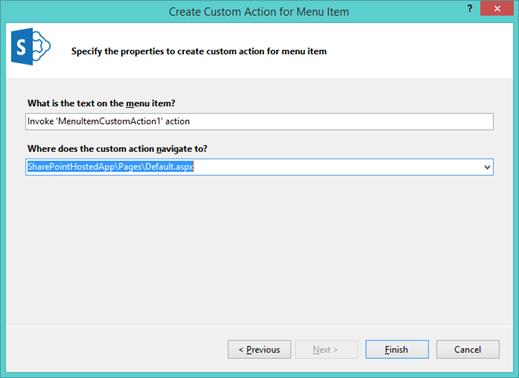 Create Custom Action for Menu Item
?
S
Specify the properties to create custom action for menu item
What is the text on the menu item?
Invoke 'MenuItemCustomAction1' action
Where does the custom action navigate to?
SharePointHostedApp\Pages\Default.aspx
< Previous Next > Finish Cancel